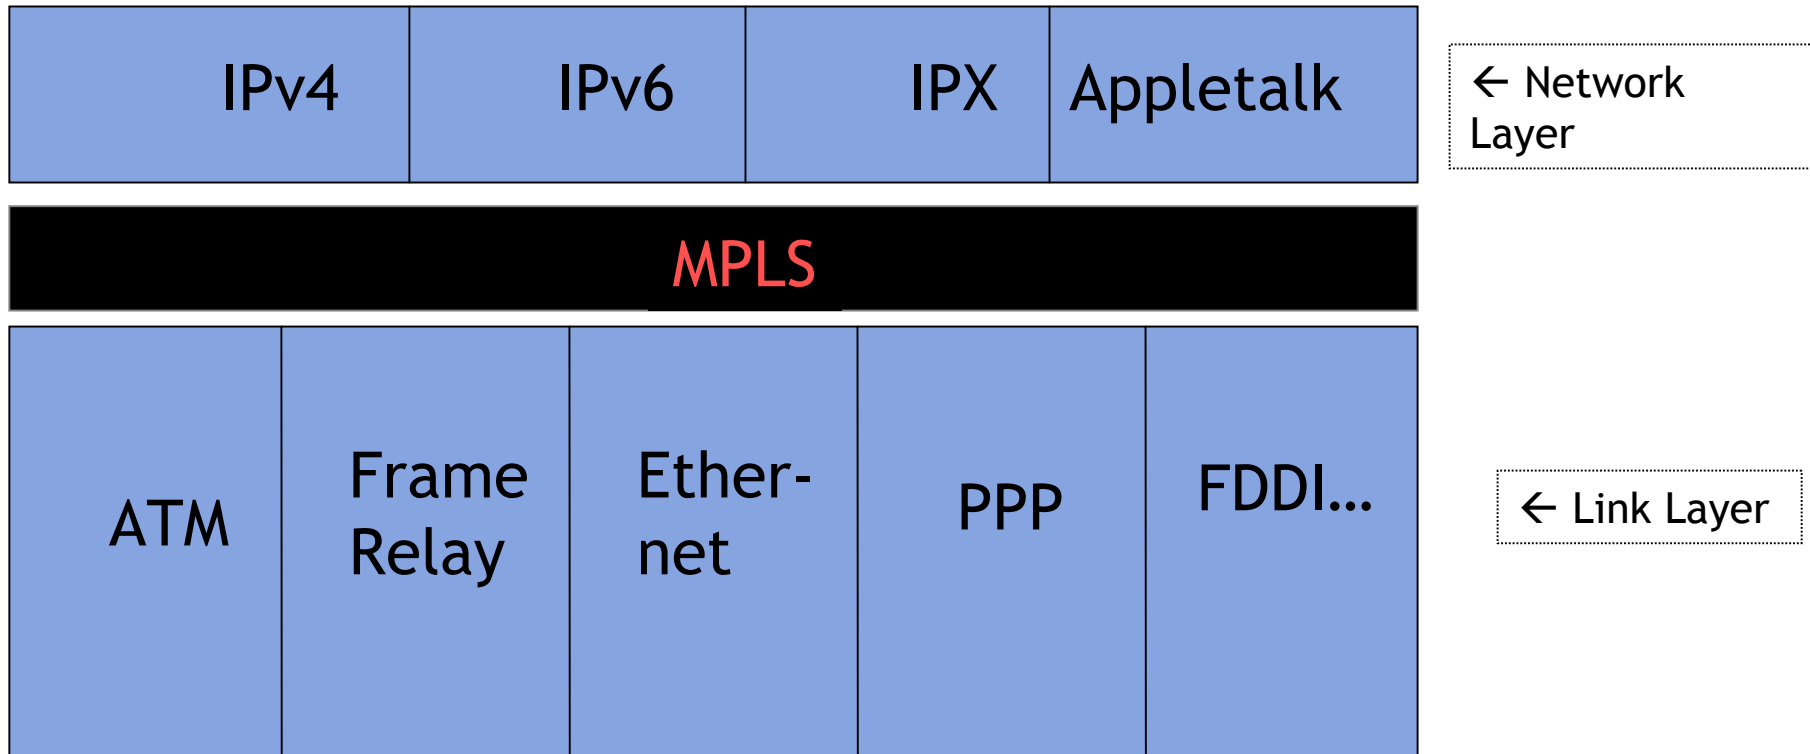 IPv4 IPv6 IPX Appletalk
← Network
Layer
MPLS
ATM
Frame
Relay
Ether-
net
PPP
FDDI...
← Link Layer